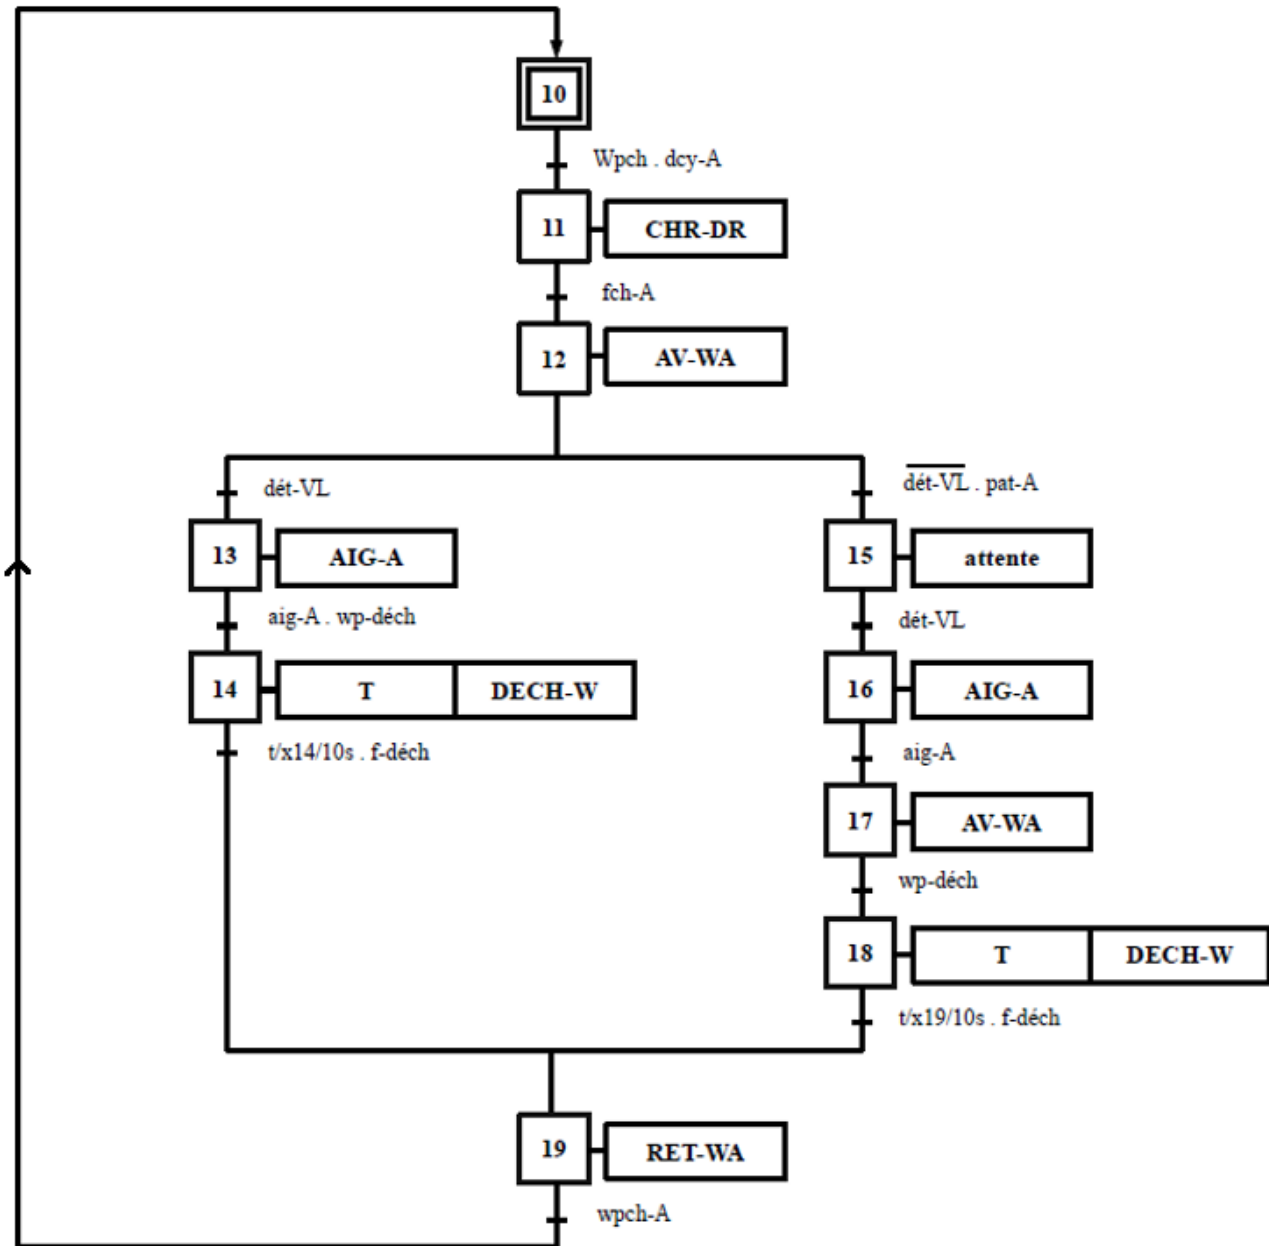 10
Wpch . dcy-A
11 CHR-DR
fch-A
12 AV-WA
dét-VL
dét-VL . pat-A
13 AIG-A
15 attente
aig-A . wp-déch
dét-VL
14 T DECH-W
16 AIG-A
t/x14/10s . f-déch
aig-A
17 AV-WA
wp-déch
18 T DECH-W
t/x19/10s . f-déch
19 RET-WA
wpch-A